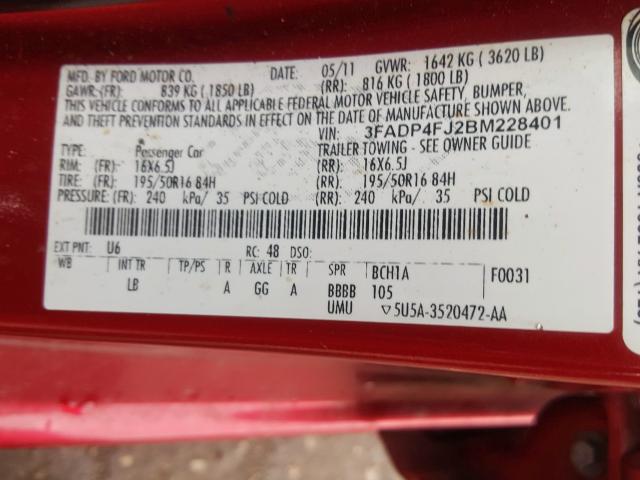 MFD. BY FORD MOTOR CO. DATE: 05/11 GVWR: 1642 KG ( 3620 LB)
GAWR:(FR): 839 KG ( 1850 LB) (RR): 816 KG ( 1800 LB)
THIS VEHICLE CONFORMS TO ALL APPLICABLE FEDERAL MOTOR VEHICLE SAFETY, BUMPER,
AND THEFT PREVENTION STANDARDS IN EFFECT ON THE DATE OF MANUFACTURE SHOWN ABOVE.
VIN: 3FADP4FJ2BM228401
TYPE: Passenger Car TRAILER TOWING - SEE OWNER GUIDE
RIM: (FR): 16X6.5J (RR): 16X6.5J
TIRE: (FR): 195/50R16 84H (RR): 195/50R16 84H
PRESSURE: (FR): 240 kPa/ 35 PSI COLD (RR): 240 kPa/ 35 PSI COLD
EXT PNT: U6 RC: 48 DSO:
WB INT TR TP/PS R AXLE TR SPR BCH1A F0031
LB A GG A BBBB 105
UMU ▽5U5A-3520472-AA